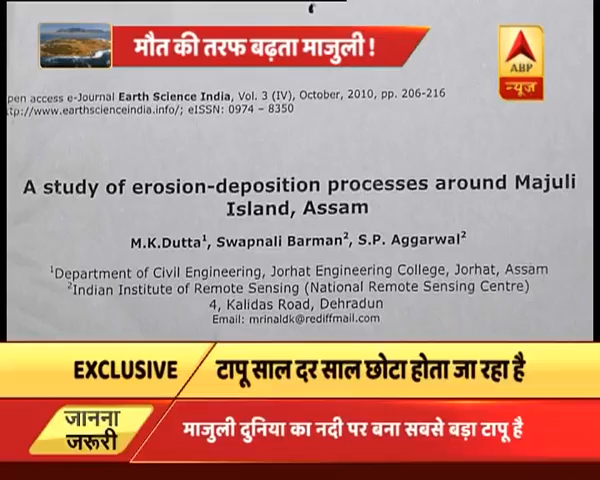 मौत की तरफ बढ़ता माजुली !
ABP
न्यूज़
pen access e-Journal Earth Science India, Vol. 3 (IV), October, 2010, pp. 206-216
tp://www.earthscienceindia.info/; eISSN: 0974 – 8350
A study of erosion-deposition processes around Majuli
Island, Assam
M.K.Dutta¹, Swapnali Barman², S.P. Aggarwal²
¹Department of Civil Engineering, Jorhat Engineering College, Jorhat, Assam
²Indian Institute of Remote Sensing (National Remote Sensing Centre)
4, Kalidas Road, Dehradun
Email: mrinaldk@rediffmail.com
EXCLUSIVE टापू साल दर साल छोटा होता जा रहा है
जानना
जरूरी
माजुली दुनिया का नदी पर बना सबसे बड़ा टापू है